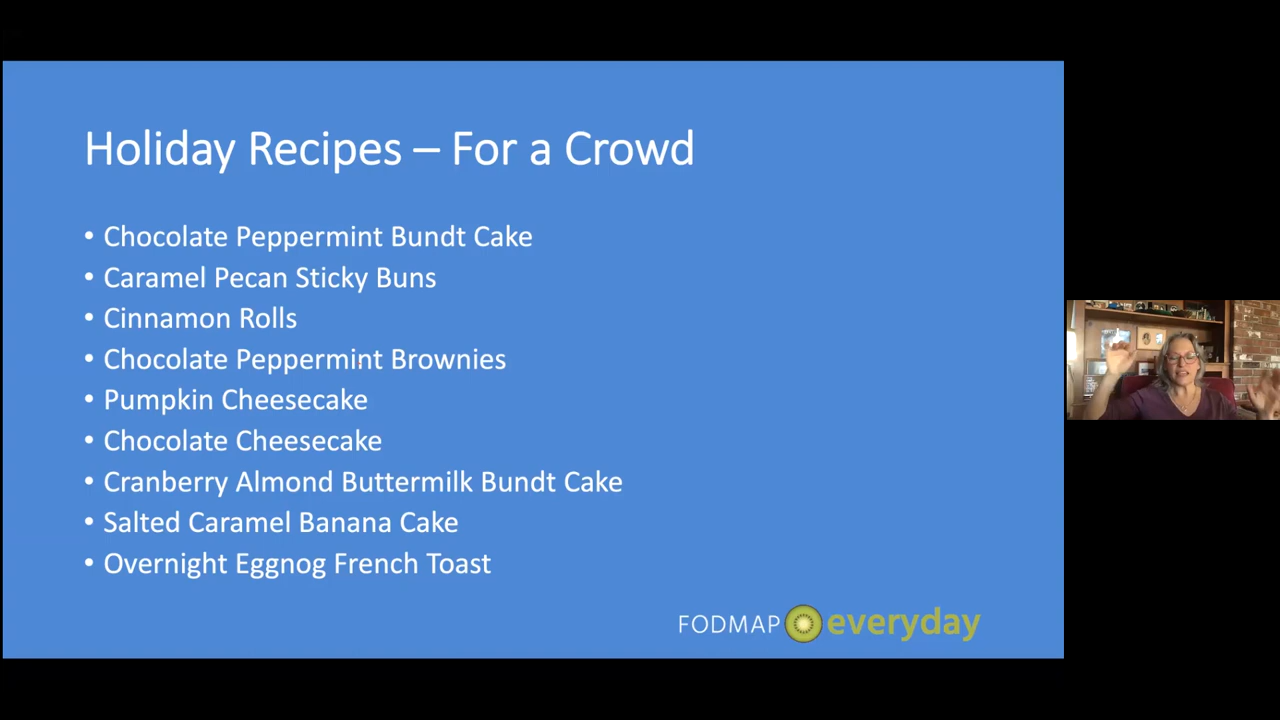 Holiday Recipes – For a Crowd
• Chocolate Peppermint Bundt Cake
• Caramel Pecan Sticky Buns
• Cinnamon Rolls
• Chocolate Peppermint Brownies
• Pumpkin Cheesecake
• Chocolate Cheesecake
• Cranberry Almond Buttermilk Bundt Cake
• Salted Caramel Banana Cake
• Overnight Eggnog French Toast
FODMAP everyday